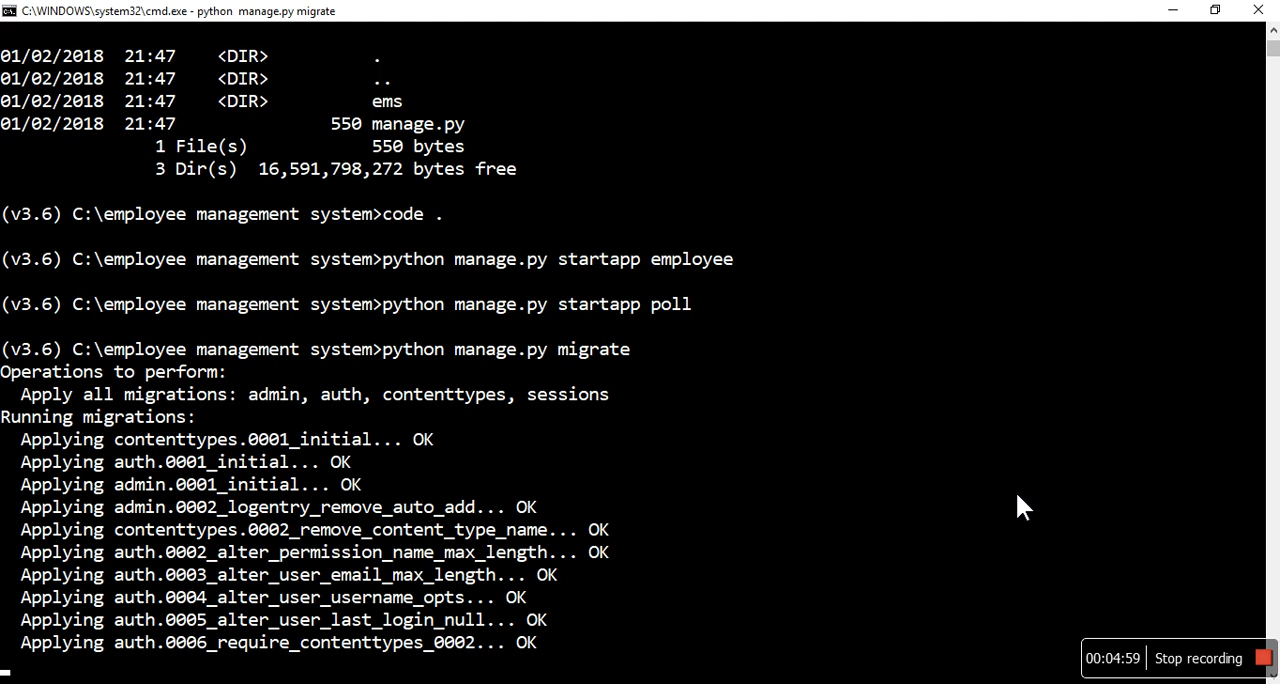 C:\WINDOWS\system32\cmd.exe - python  manage.py migrate
01/02/2018  21:47    <DIR>          .
01/02/2018  21:47    <DIR>          ..
01/02/2018  21:47    <DIR>          ems
01/02/2018  21:47               550 manage.py
               1 File(s)            550 bytes
               3 Dir(s)  16,591,798,272 bytes free
(v3.6) C:\employee management system>code .
(v3.6) C:\employee management system>python manage.py startapp employee
(v3.6) C:\employee management system>python manage.py startapp poll
(v3.6) C:\employee management system>python manage.py migrate
Operations to perform:
  Apply all migrations: admin, auth, contenttypes, sessions
Running migrations:
  Applying contenttypes.0001_initial... OK
  Applying auth.0001_initial... OK
  Applying admin.0001_initial... OK
  Applying admin.0002_logentry_remove_auto_add... OK
  Applying contenttypes.0002_remove_content_type_name... OK
  Applying auth.0002_alter_permission_name_max_length... OK
  Applying auth.0003_alter_user_email_max_length... OK
  Applying auth.0004_alter_user_username_opts... OK
  Applying auth.0005_alter_user_last_login_null... OK
  Applying auth.0006_require_contenttypes_0002... OK
00:04:59 Stop recording